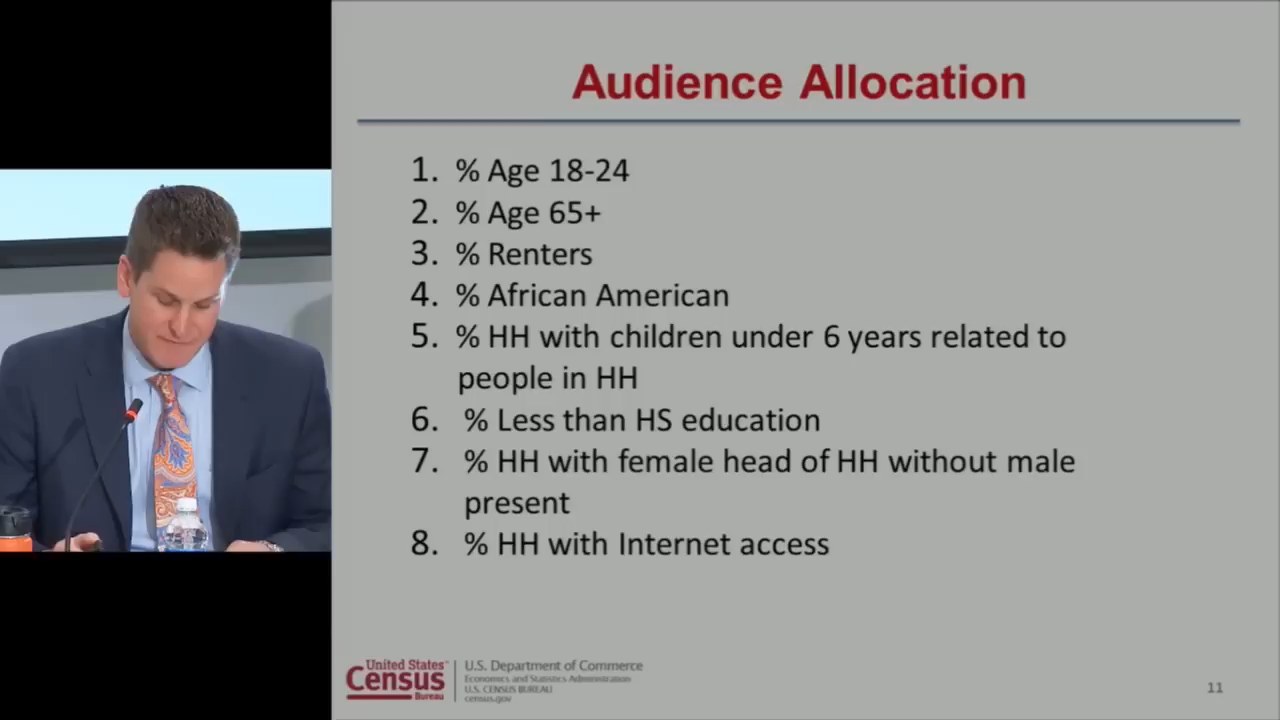 Audience Allocation
1. % Age 18-24
2. % Age 65+
3. % Renters
4. % African American
5. % HH with children under 6 years related to
people in HH
6. % Less than HS education
7. % HH with female head of HH without male
present
8. % HH with Internet access
United States
Census
Bureau
U.S. Department of Commerce
Economics and Statistics Administration
U.S. CENSUS BUREAU
census.gov
11